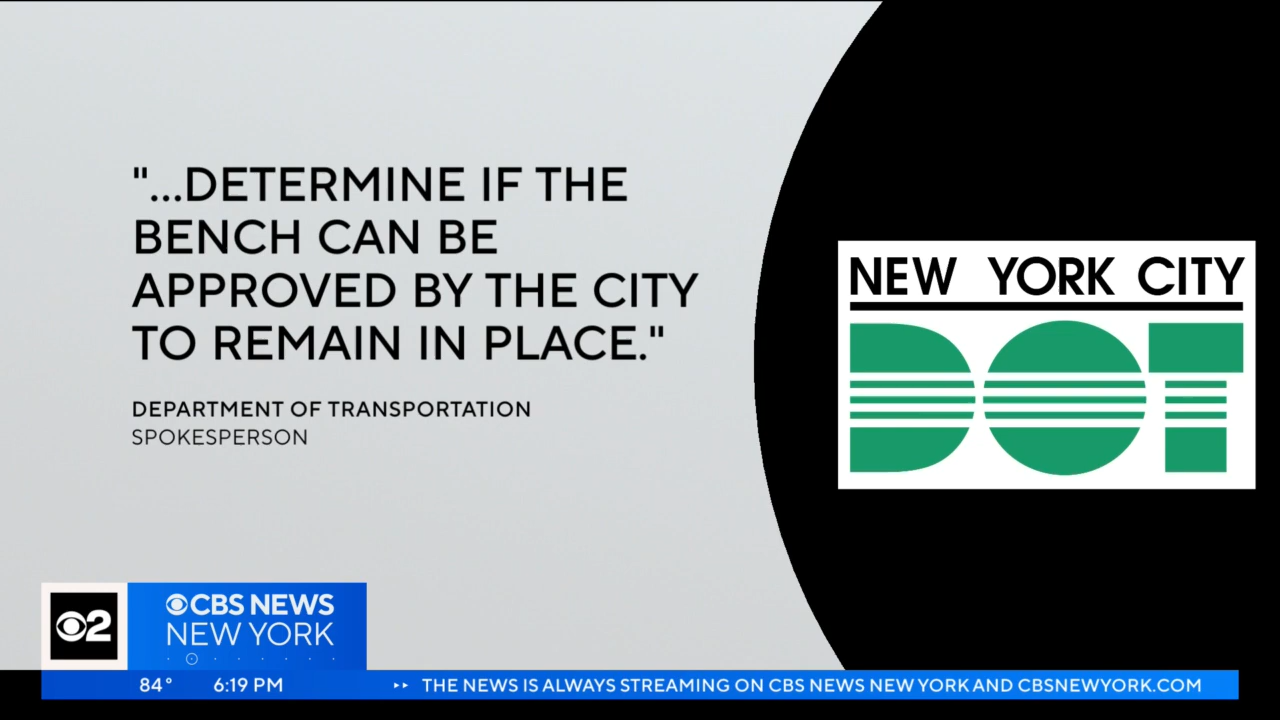 "...DETERMINE IF THE
BENCH CAN BE
APPROVED BY THE CITY
TO REMAIN IN PLACE."
DEPARTMENT OF TRANSPORTATION
SPOKESPERSON
NEW YORK CITY
DOT
2
CBS NEWS
NEW YORK
84° 6:19 PM THE NEWS IS ALWAYS STREAMING ON CBS NEWS NEW YORK AND CBSNEWYORK.COM